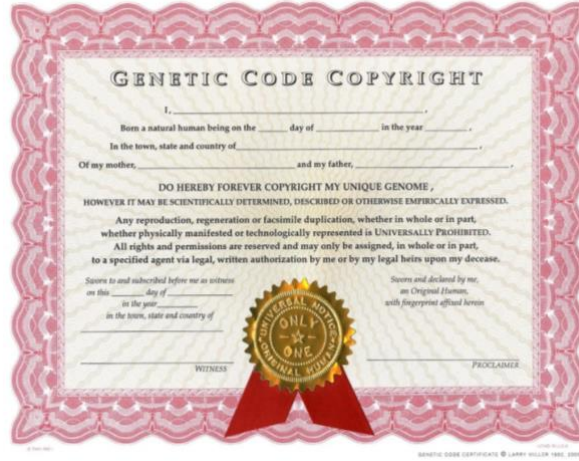 GENETIC CODE COPYRIGHT
I, ,
Born a natural human being on the day of in the year ,
In the town, state and country of ,
Of my mother, and my father, ,
DO HEREBY FOREVER COPYRIGHT MY UNIQUE GENOME ,
HOWEVER IT MAY BE SCIENTIFICALLY DETERMINED, DESCRIBED OR OTHERWISE EMPIRICALLY EXPRESSED.
Any reproduction, regeneration or facsimile duplication, whether in whole or in part,
whether physically manifested or technologically represented is UNIVERSALLY PROHIBITED.
All rights and permissions are reserved and may only be assigned, in whole or in part,
to a specified agent via legal, written authorization by me or by my legal heirs upon my decease.
Sworn to and subscribed before me as witness
on this day of
in the year
in the town, state and country of
Sworn and declared by me,
an Original Human,
with fingerprint affixed herein
UNIVERSAL NOTICE
ONLY
ONE
ORIGINAL HUMAN
WITNESS
PROCLAIMER
GENETIC CODE CERTIFICATE © LARRY MILLER 1992,